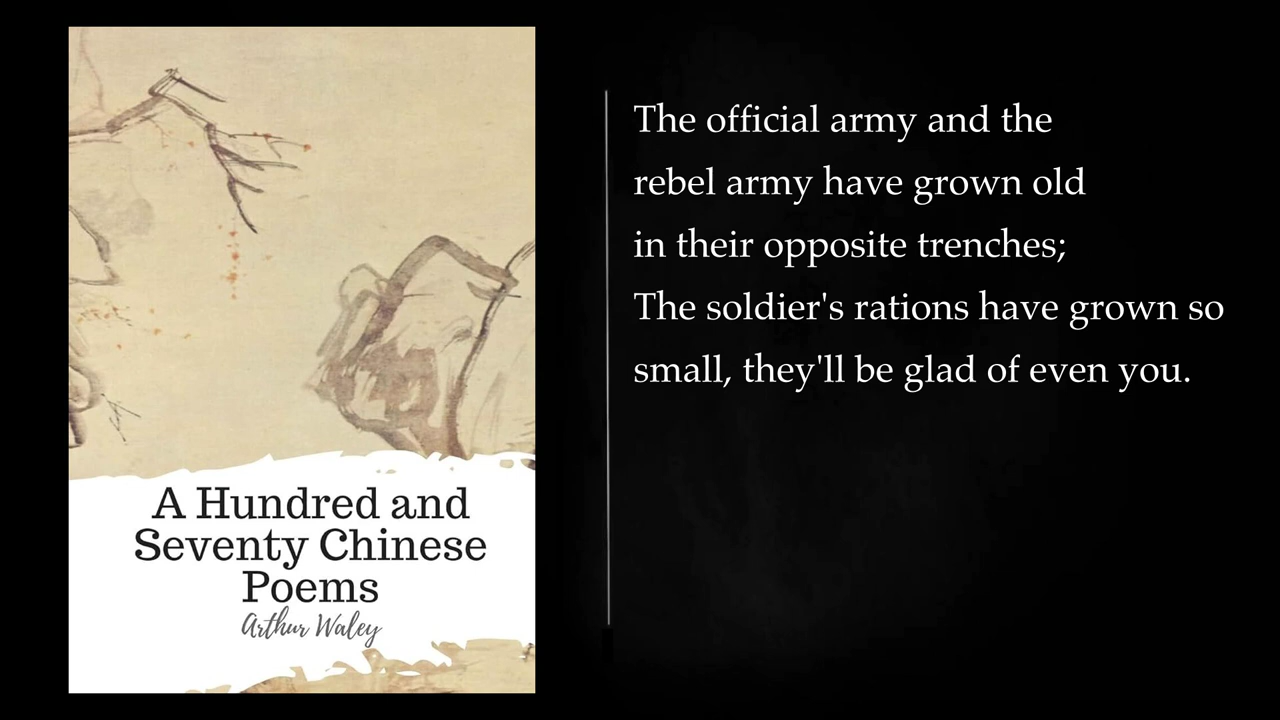 A Hundred and
Seventy Chinese
Poems
Arthur Waley
The official army and the
rebel army have grown old
in their opposite trenches;
The soldier's rations have grown so
small, they'll be glad of even you.